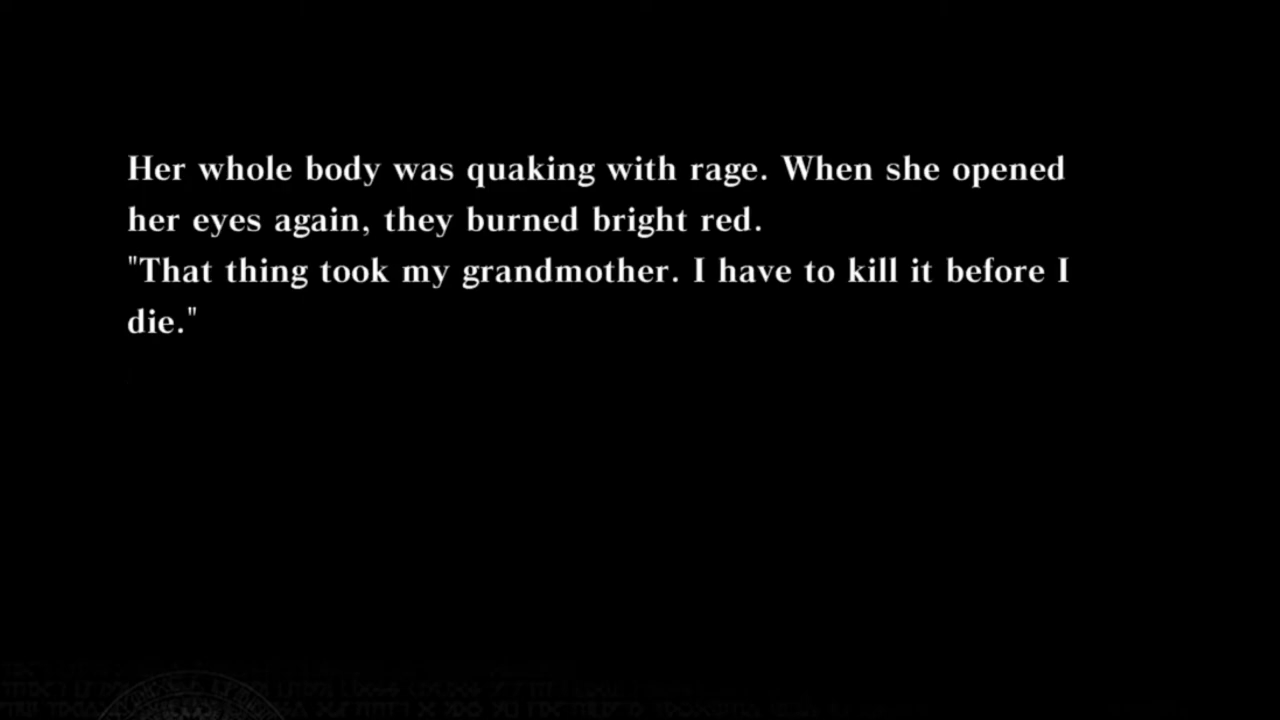 Her whole body was quaking with rage. When she opened
her eyes again, they burned bright red.
"That thing took my grandmother. I have to kill it before I
die."